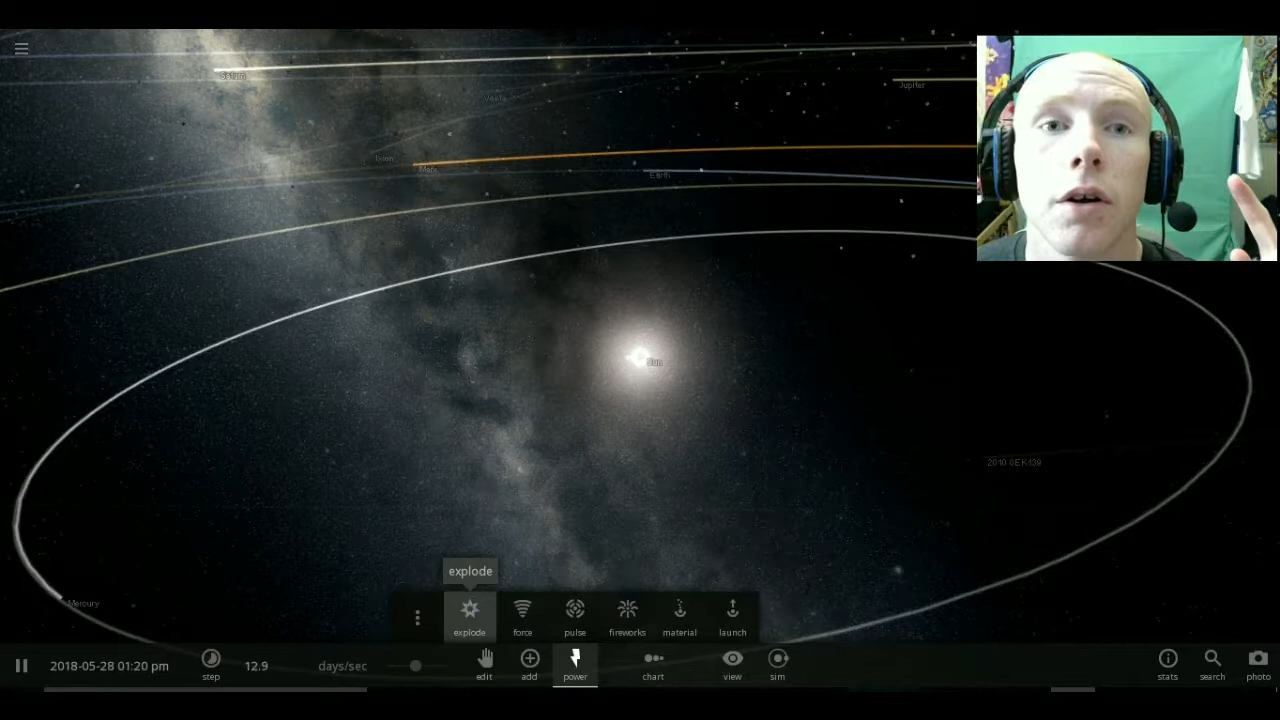 Saturn
Jupiter
Mars
Earth
Sun
2010 GEK139
Mercury
explode
explode
force
pulse
fireworks
material
launch
2018-05-28 01:20 pm
step
12.9
days/sec
edit
add
power
chart
view
sim
stats
search
photo